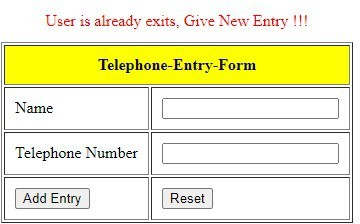 User is already exits, Give New Entry !!!
Telephone-Entry-Form
Name
Telephone Number
Add Entry
Reset